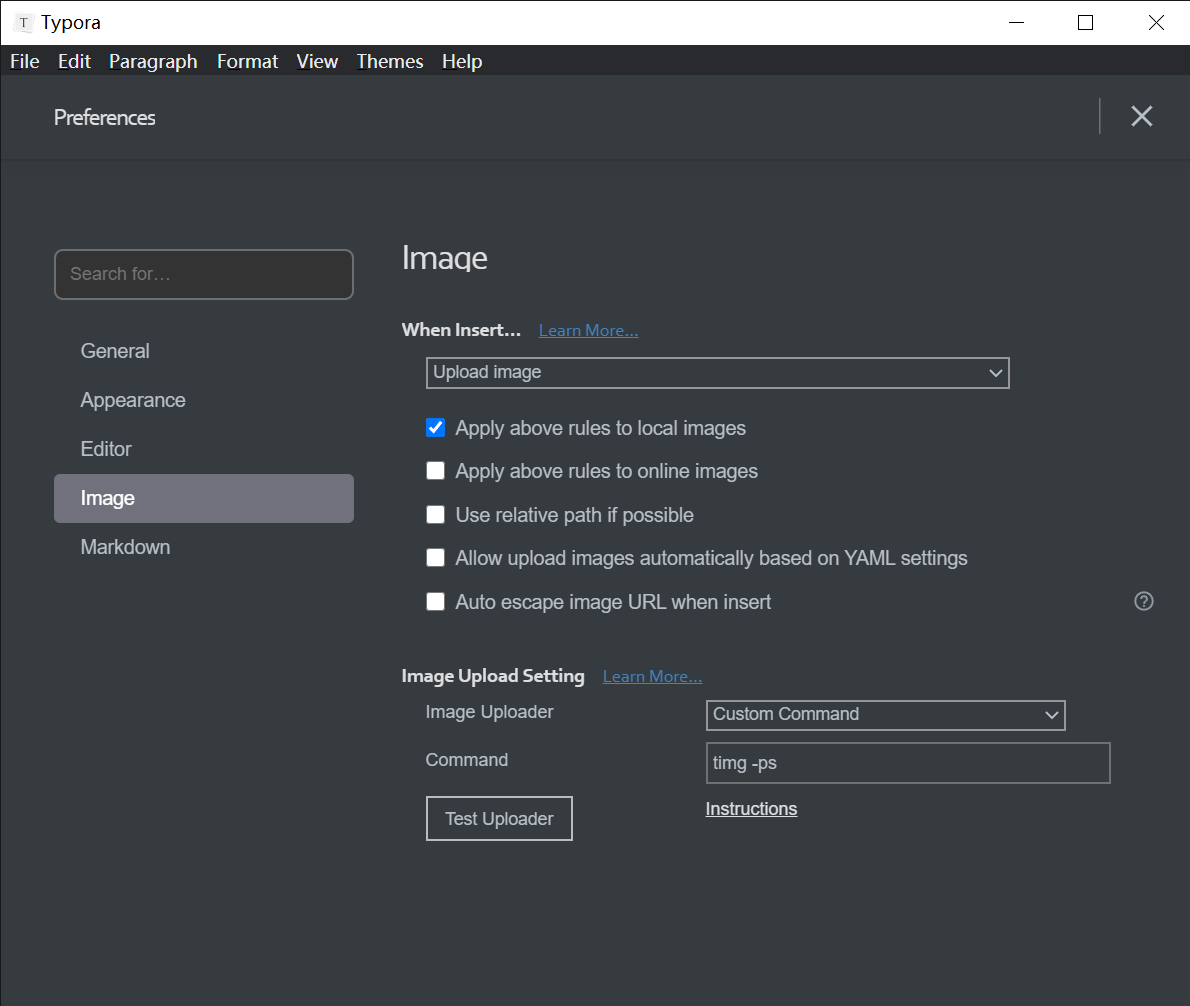 T Typora
File Edit Paragraph Format View Themes Help
Preferences
Search for...
General
Appearance
Editor
Image
Markdown
Image
When Insert... Learn More...
Upload image
Apply above rules to local images
Apply above rules to online images
Use relative path if possible
Allow upload images automatically based on YAML settings
Auto escape image URL when insert ?
Image Upload Setting Learn More...
Image Uploader Custom Command
Command timg -ps
Test Uploader Instructions